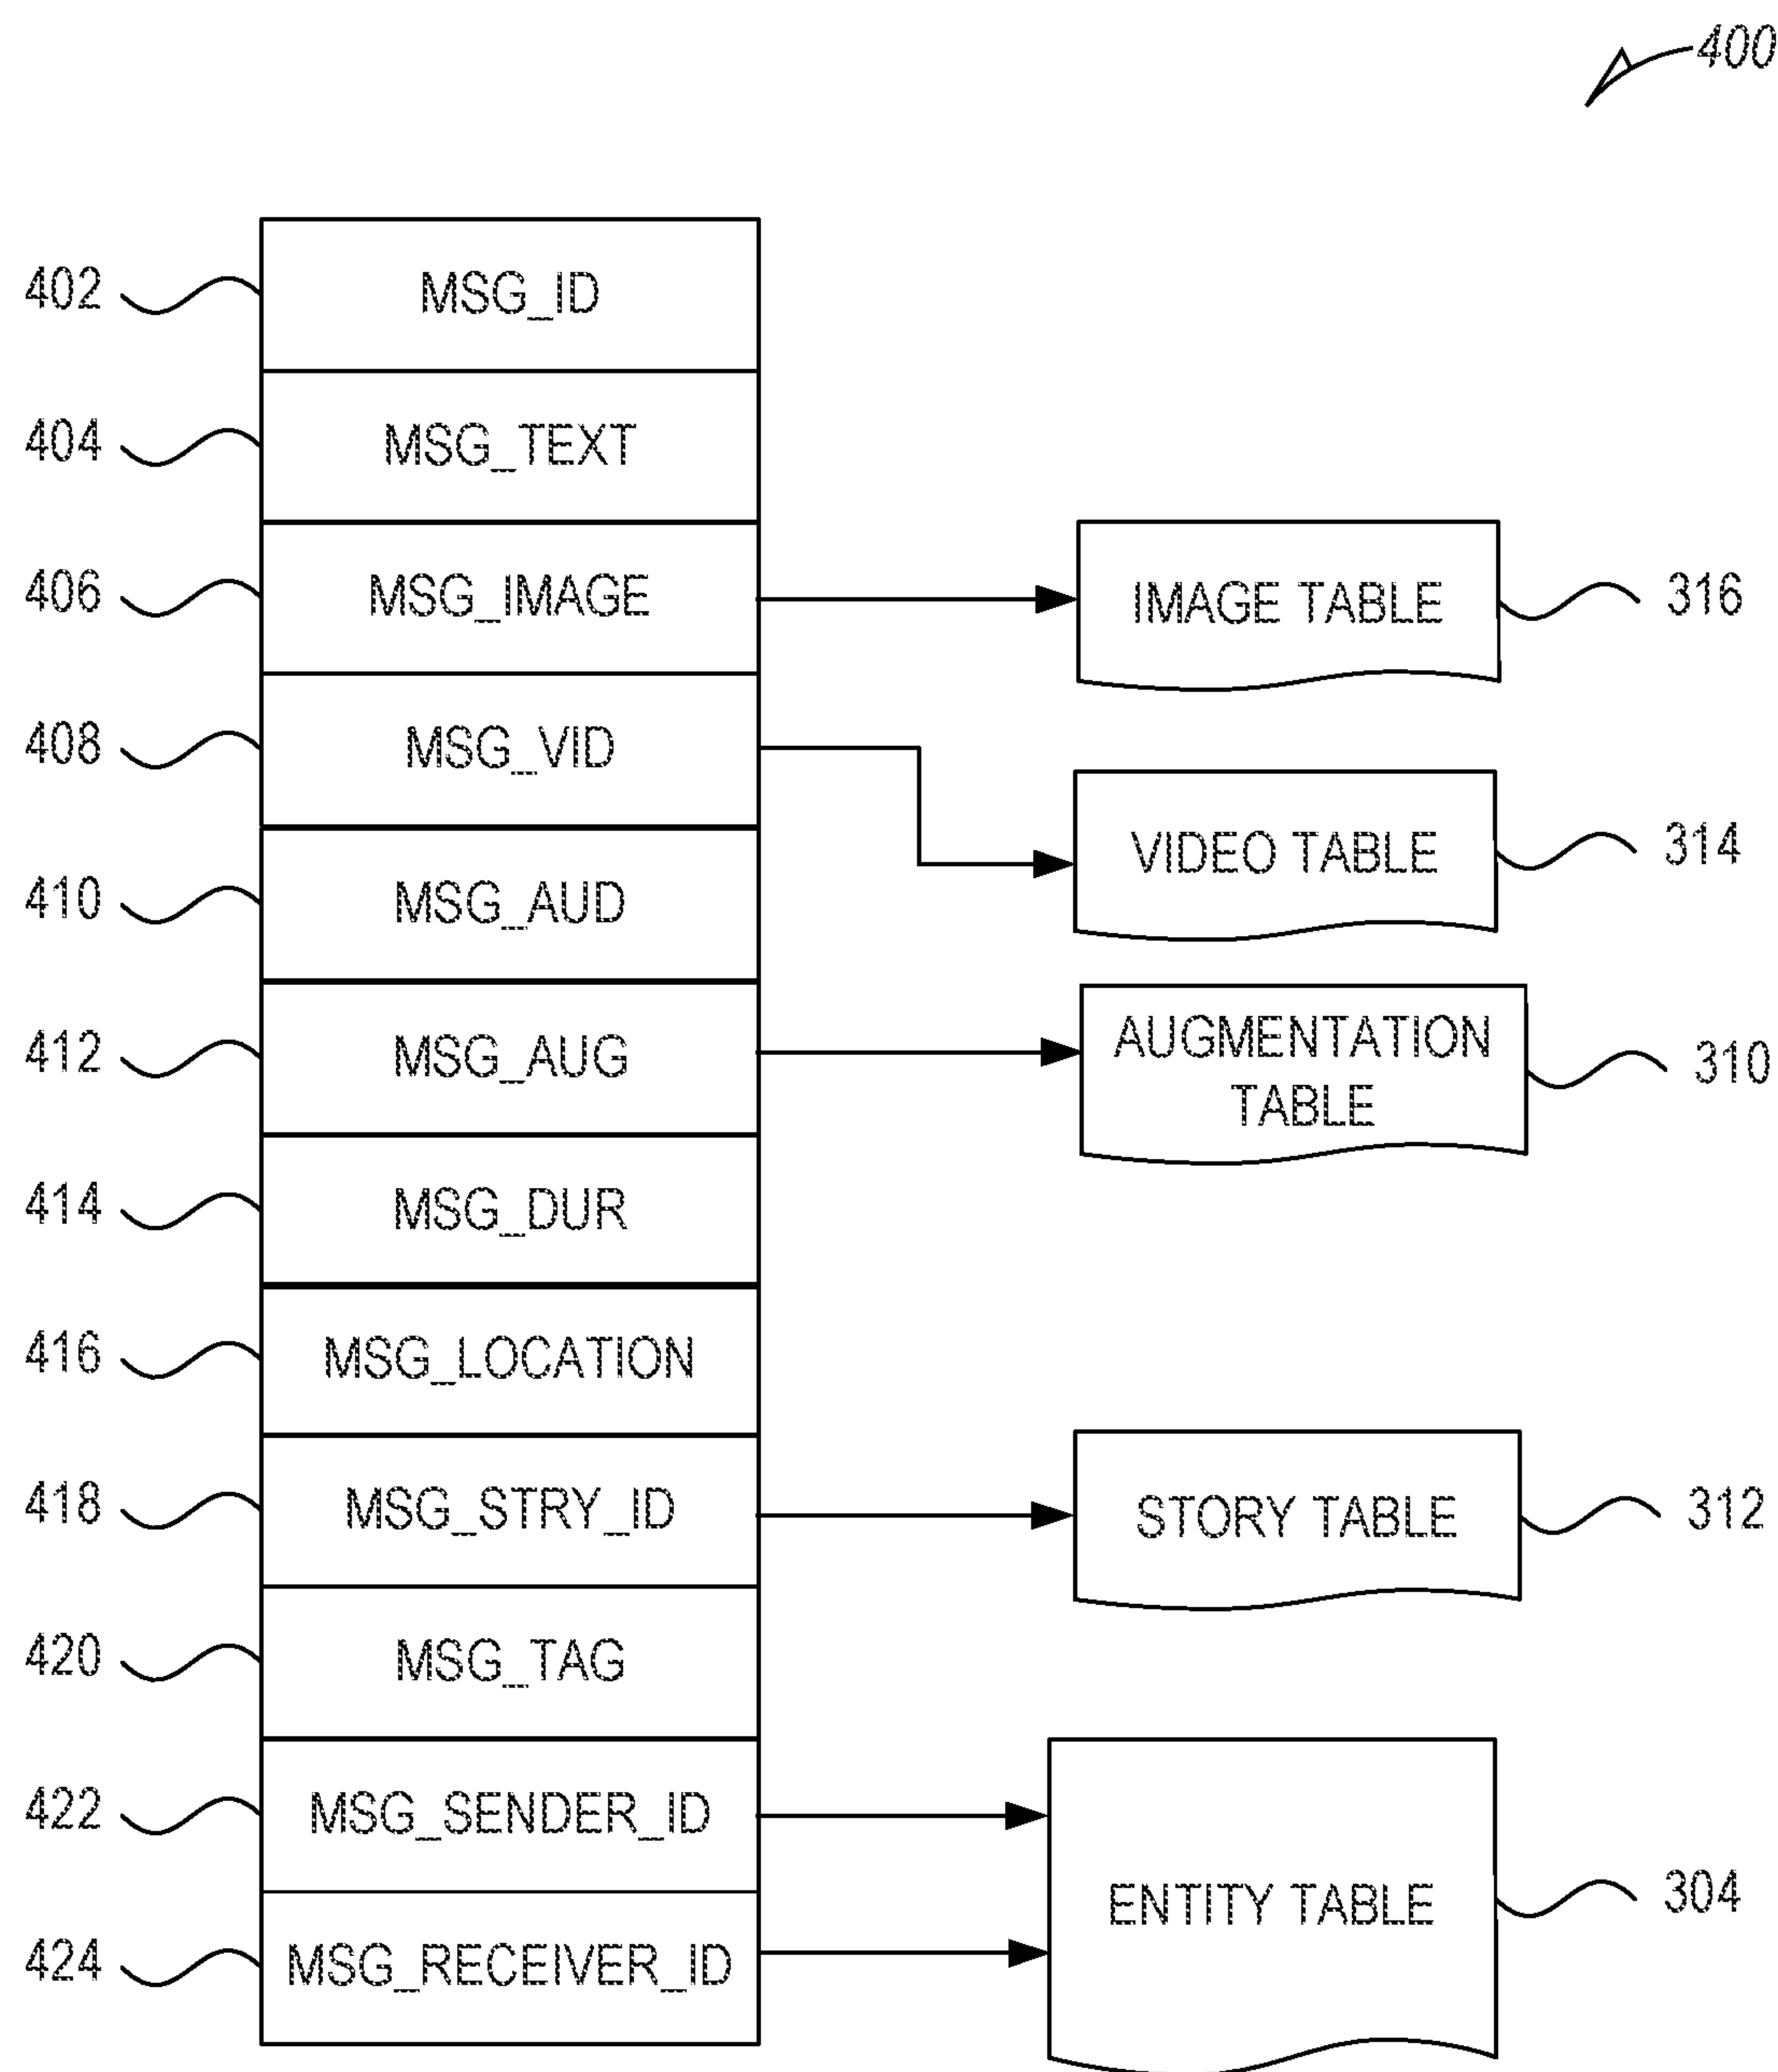 400
402 MSG_ID
404 MSG_TEXT
406 MSG_IMAGE IMAGE TABLE 316
408 MSG_VID VIDEO TABLE 314
410 MSG_AUD
412 MSG_AUG AUGMENTATION
TABLE 310
414 MSG_DUR
416 MSG_LOCATION
418 MSG_STRY_ID STORY TABLE 312
420 MSG_TAG
422 MSG_SENDER_ID
ENTITY TABLE 304
424 MSG_RECEIVER_ID